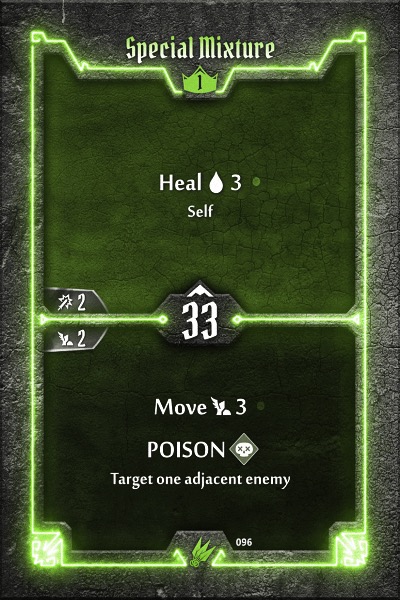 Special Mixture
1
Heal 3
Self
2
33
2
Move 3
POISON
Target one adjacent enemy
096